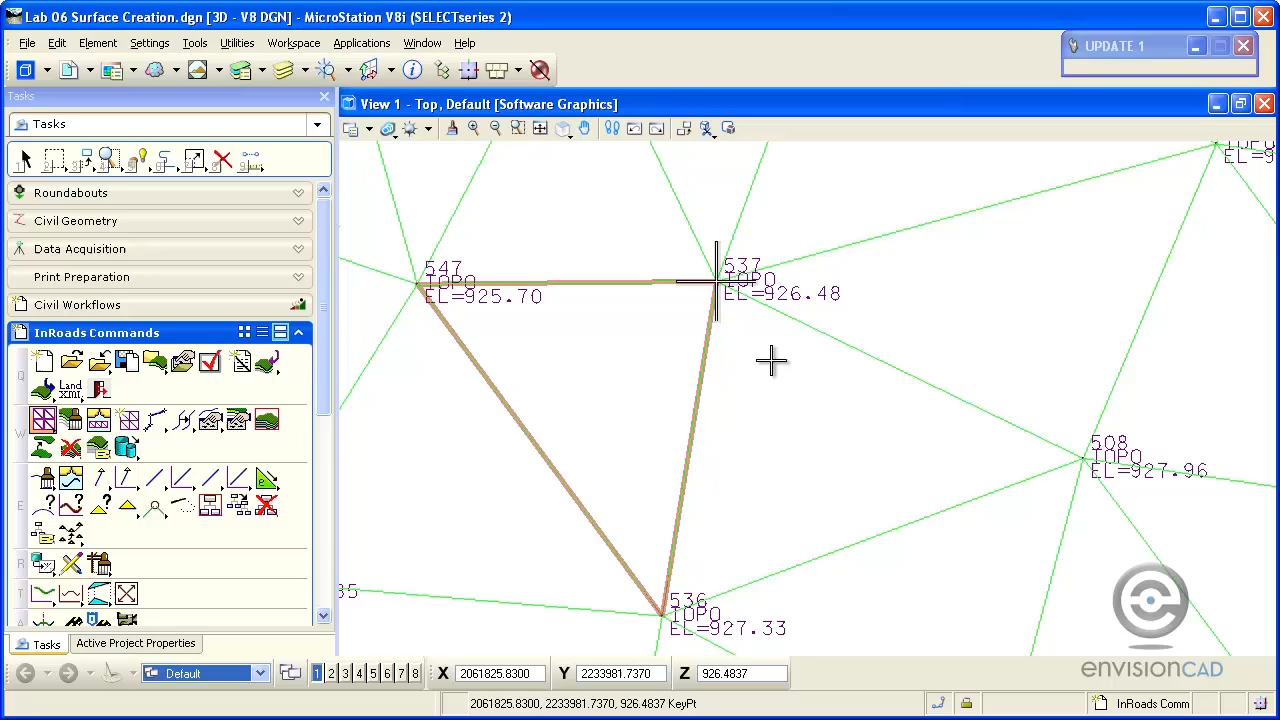 Lab 06 Surface Creation.dgn [3D - V8 DGN] - MicroStation V8i (SELECTseries 2)
File Edit Element Settings Tools Utilities Workspace Applications Window Help
UPDATE 1
Tasks
View 1 - Top, Default [Software Graphics]
Tasks
Roundabouts
Civil Geometry
Data Acquisition
Print Preparation
Civil Workflows
InRoads Commands
Q
Land XML
W
E
R
T
A
TOPO
547
TOPO
EL=925.70
537
TOPO
EL=926.48
508
TOPO
EL=927.96
536
TOPO
EL=927.33
envisionCAD
Tasks Active Project Properties
Default 1 2 3 4 5 6 7 8 X 2061825.8300 Y 2233981.7370 Z 926.4837
2061825.8300, 2233981.7370, 926.4837 KeyPt InRoads Comm